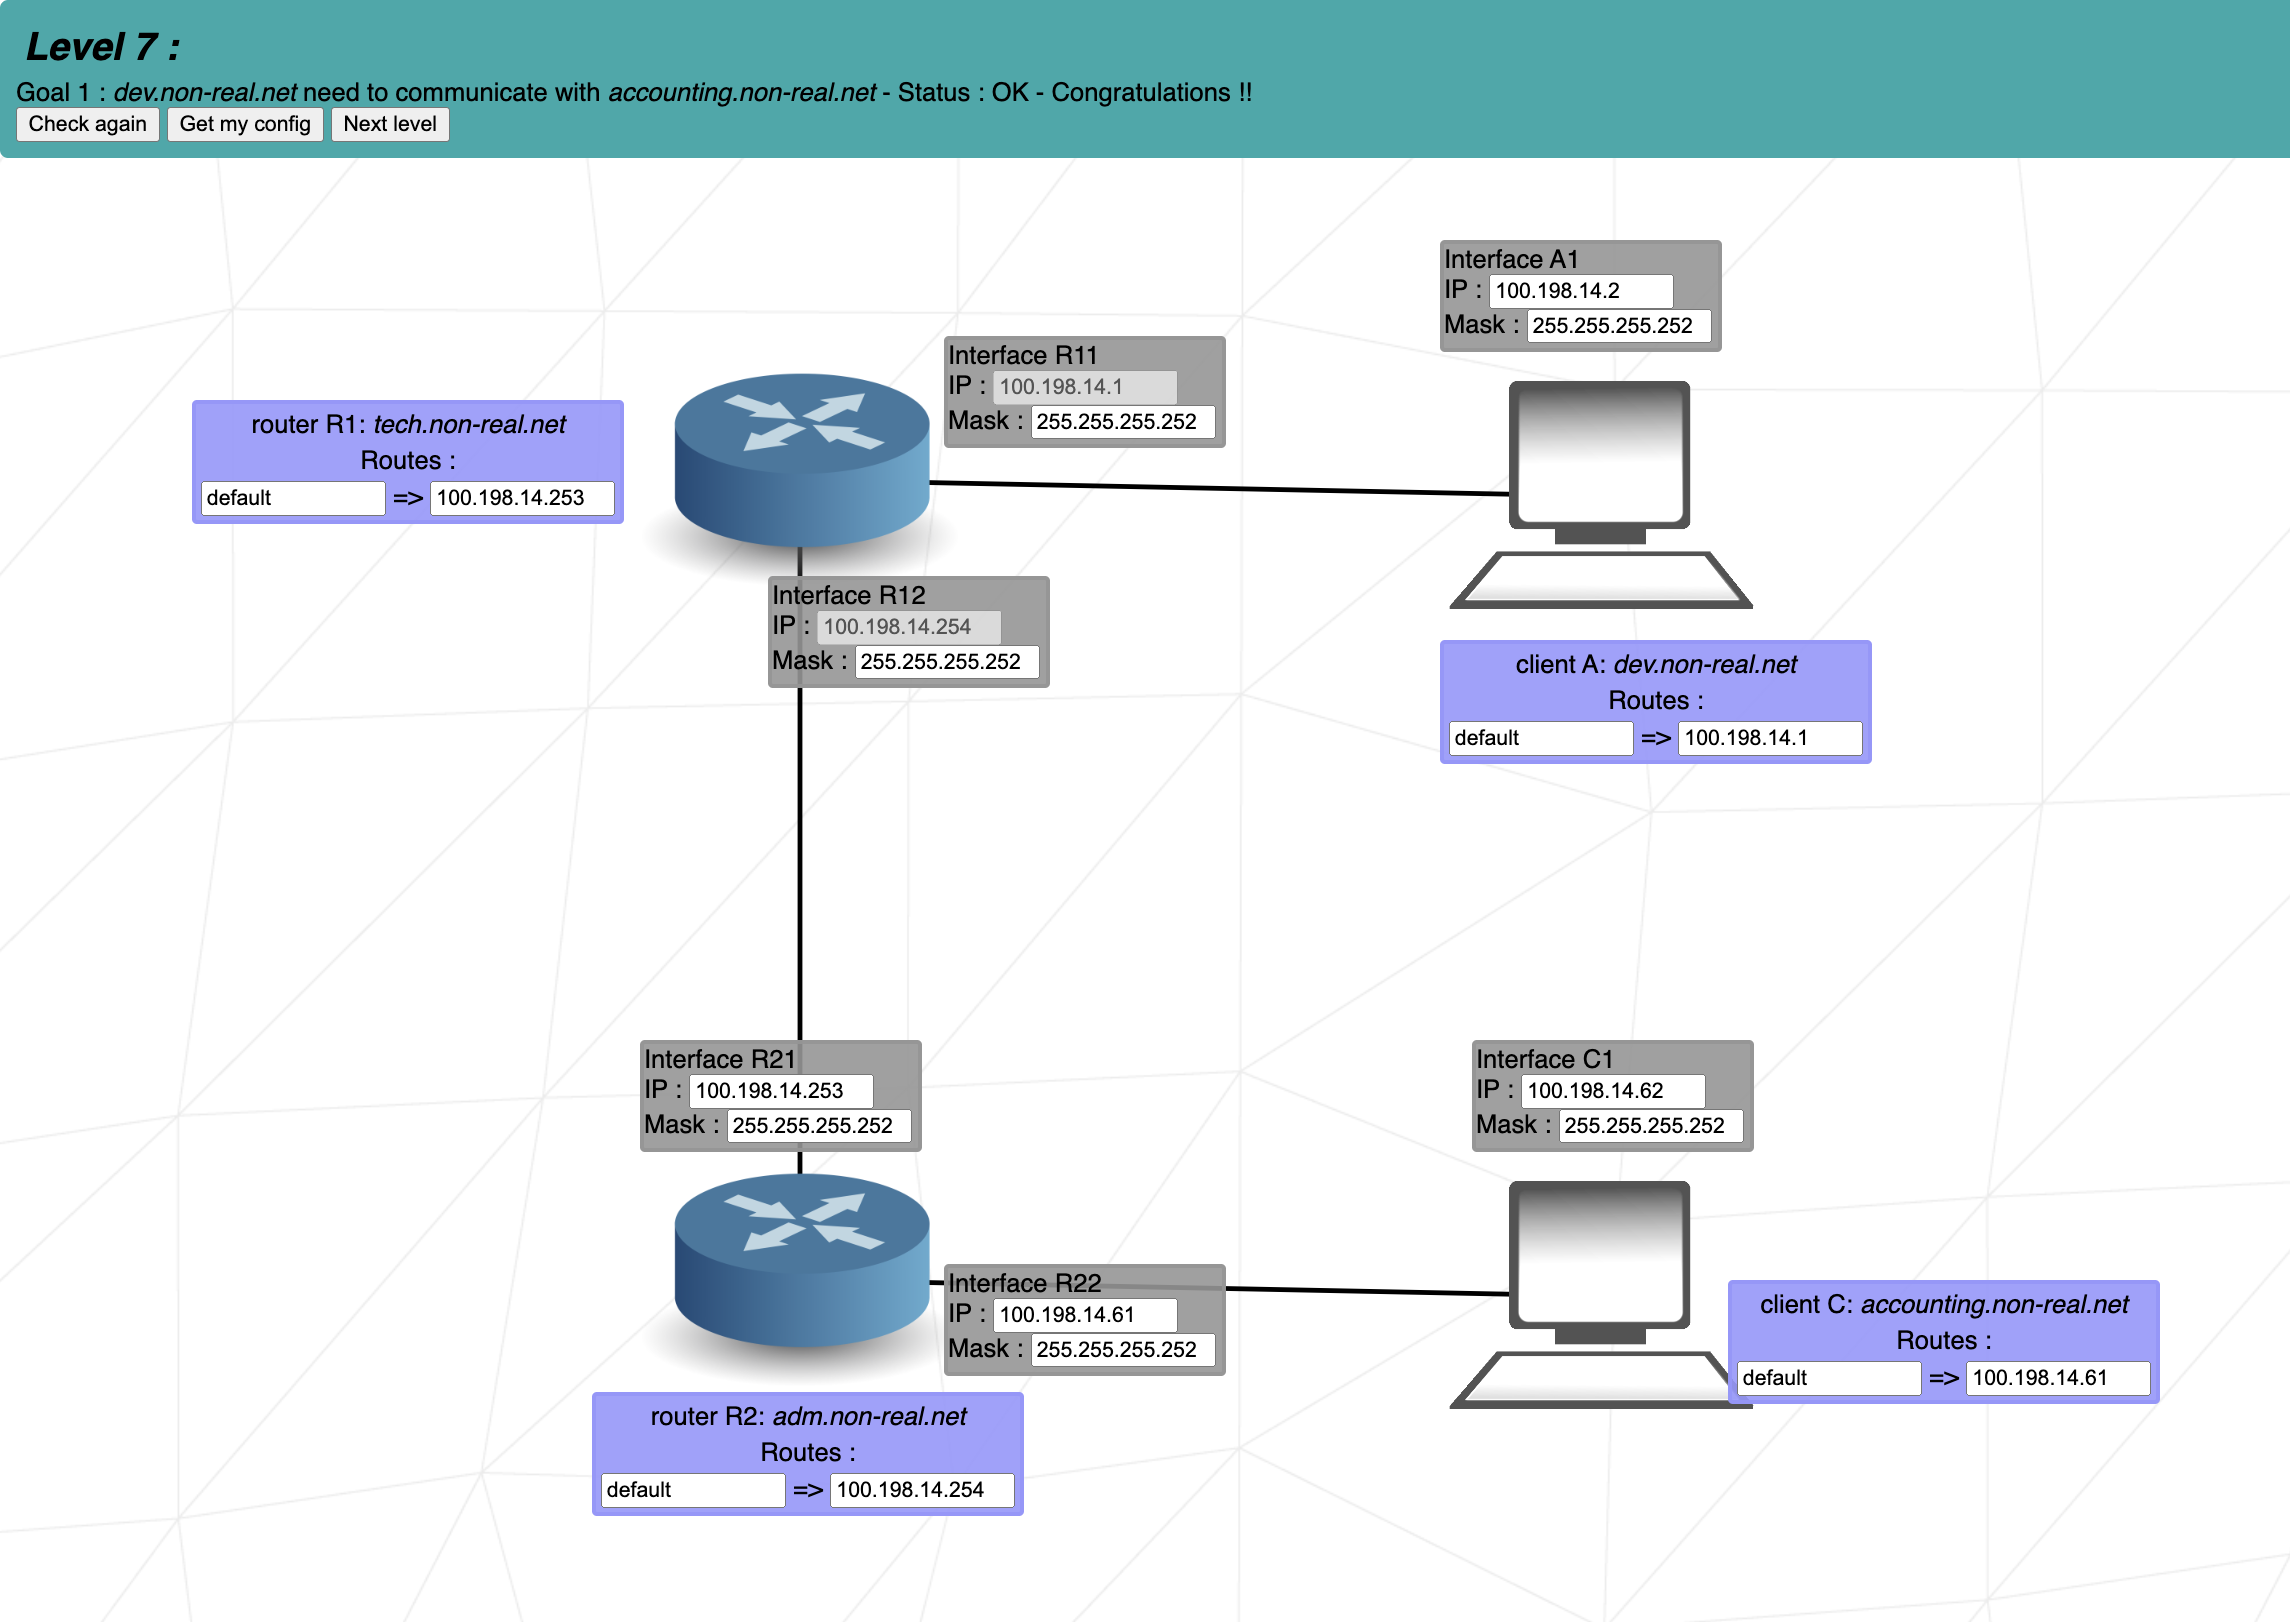 Level 7 :
Goal 1 : dev.non-real.net need to communicate with accounting.non-real.net - Status : OK - Congratulations !!
Check again Get my config Next level
Interface A1
IP : 100.198.14.2
Mask : 255.255.255.252
Interface R11
IP : 100.198.14.1
Mask : 255.255.255.252
router R1: tech.non-real.net
Routes :
default => 100.198.14.253
Interface R12
IP : 100.198.14.254
Mask : 255.255.255.252
client A: dev.non-real.net
Routes :
default => 100.198.14.1
Interface R21
IP : 100.198.14.253
Mask : 255.255.255.252
Interface C1
IP : 100.198.14.62
Mask : 255.255.255.252
Interface R22
IP : 100.198.14.61
Mask : 255.255.255.252
client C: accounting.non-real.net
Routes :
default => 100.198.14.61
router R2: adm.non-real.net
Routes :
default => 100.198.14.254